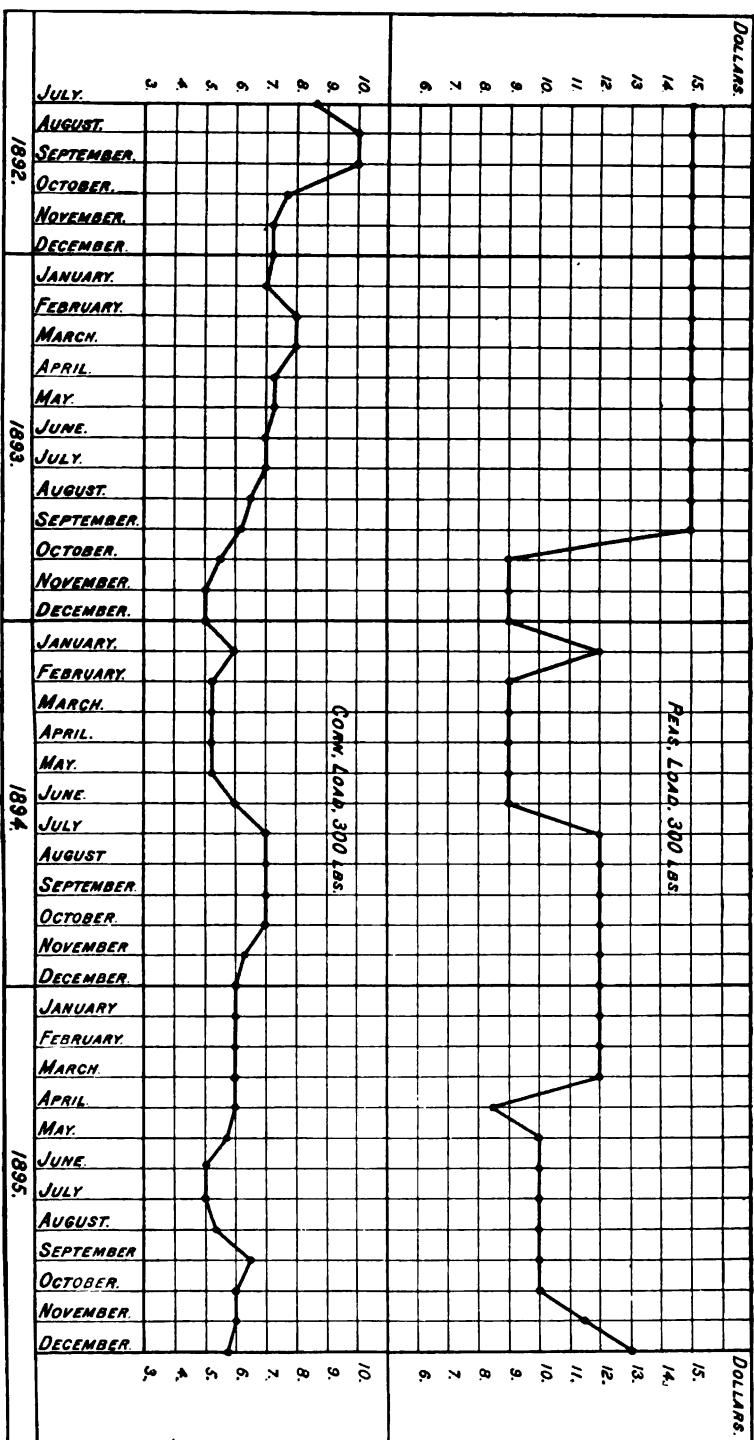 DOLLARS.
15.
14.
13.
12.
11.
10.
9.
8.
7.
6.
PEAS, LOAD, 300 LBS.
DOLLARS.
15.
14.
13.
12.
11.
10.
9.
8.
7.
6.
10.
9.
8.
7.
6.
5.
4.
3.
CORN, LOAD, 300 LBS.
10.
9.
8.
7.
6.
5.
4.
3.
JULY.
AUGUST.
SEPTEMBER.
OCTOBER.
NOVEMBER.
DECEMBER.
1892.
JANUARY.
FEBRUARY.
MARCH.
APRIL.
MAY.
JUNE.
JULY.
AUGUST.
SEPTEMBER.
OCTOBER.
NOVEMBER.
DECEMBER.
1893.
JANUARY.
FEBRUARY.
MARCH.
APRIL.
MAY.
JUNE.
JULY
AUGUST
SEPTEMBER.
OCTOBER.
NOVEMBER
DECEMBER.
1894.
JANUARY
FEBRUARY.
MARCH.
APRIL.
MAY.
JUNE.
JULY
AUGUST.
SEPTEMBER
OCTOBER.
NOVEMBER.
DECEMBER.
1895.